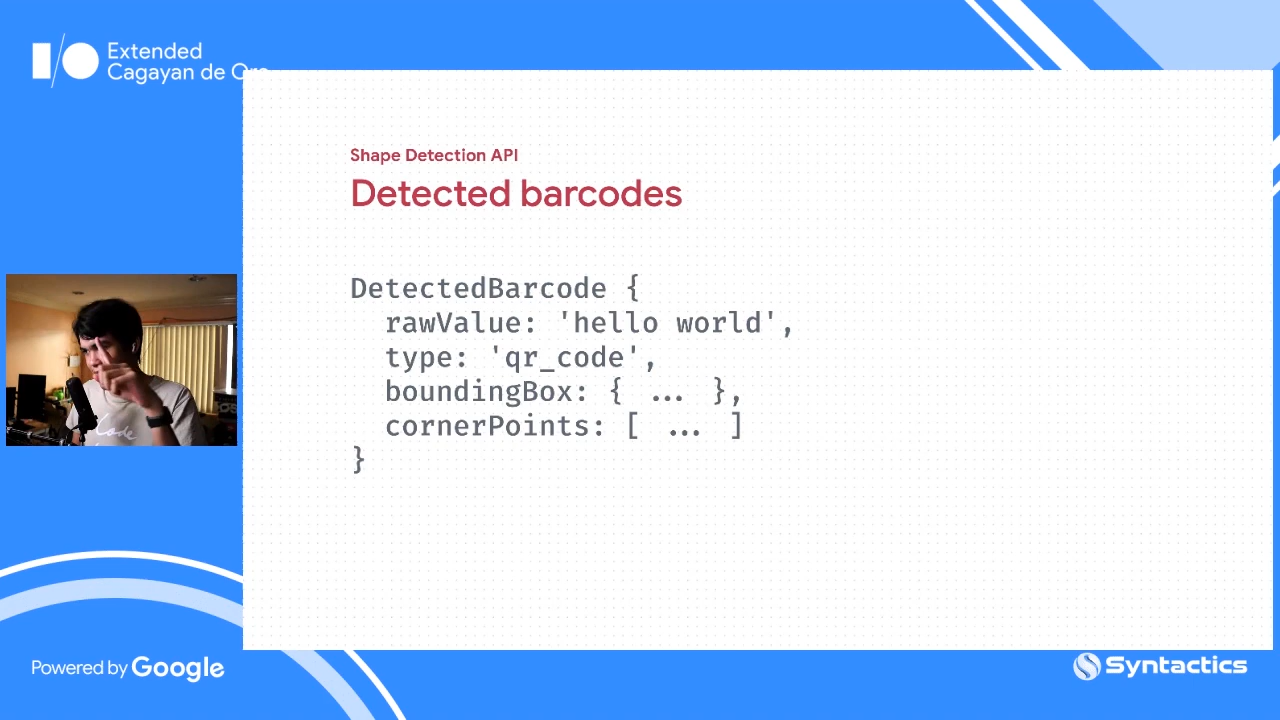 I/O Extended
Cagayan de Oro
Shape Detection API
Detected barcodes
DetectedBarcode {
rawValue: 'hello world',
type: 'qr_code',
boundingBox: { ... },
cornerPoints: [ ... ]
}
Powered by Google
Syntactics